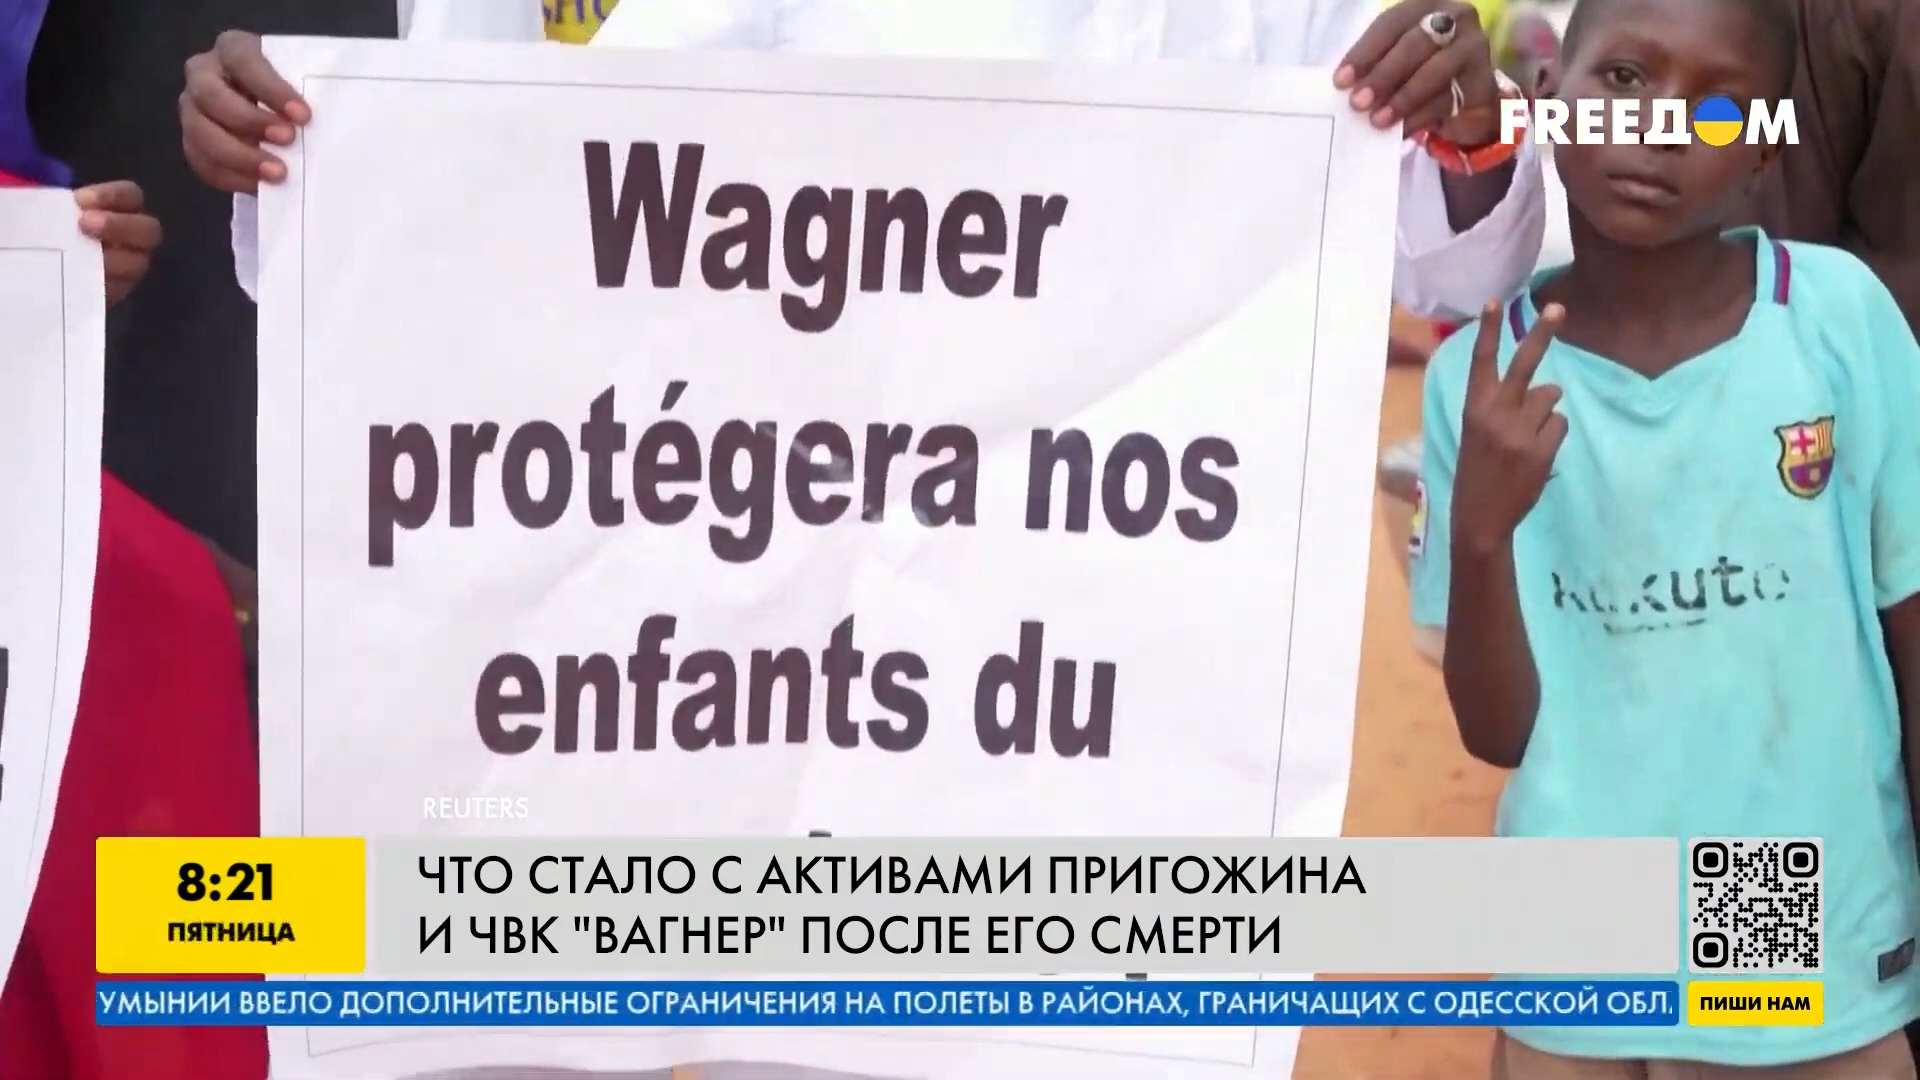 FREEДOM
Wagner
protégera nos
enfants du
kakuto
REUTERS
8:21
ПЯТНИЦА
ЧТО СТАЛО С АКТИВАМИ ПРИГОЖИНА
И ЧВК "ВАГНЕР" ПОСЛЕ ЕГО СМЕРТИ
УМЫНИИ ВВЕЛО ДОПОЛНИТЕЛЬНЫЕ ОГРАНИЧЕНИЯ НА ПОЛЕТЫ В РАЙОНАХ, ГРАНИЧАЩИХ С ОДЕССКОЙ ОБЛА
ПИШИ НАМ